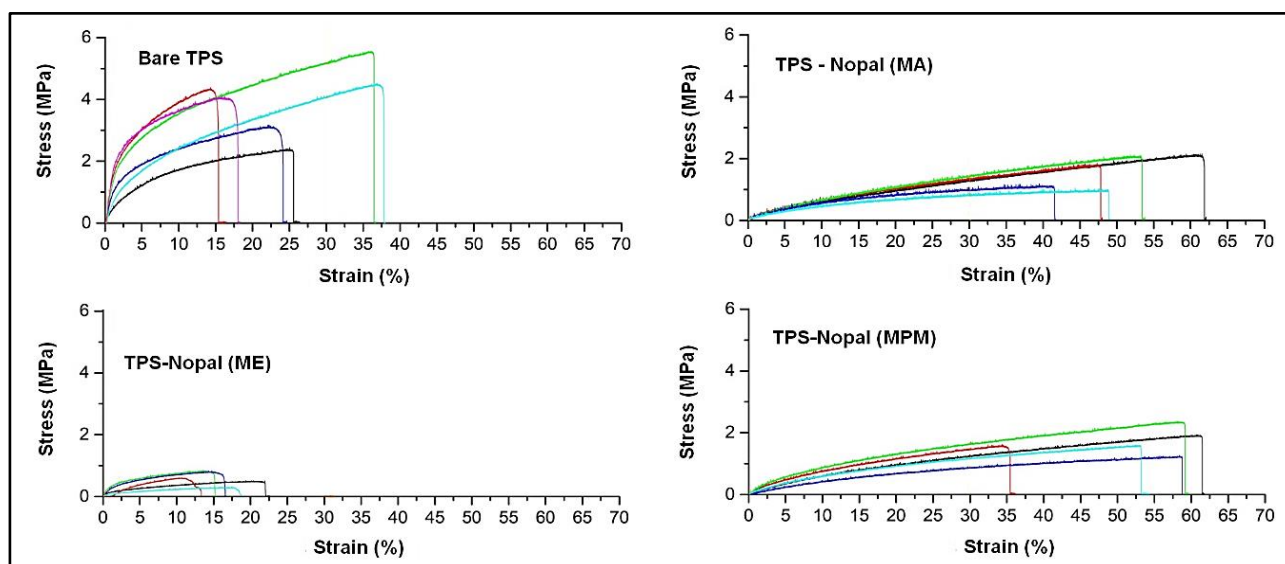 Bare TPS
Stress (MPa)
6
4
2
0
0 5 10 15 20 25 30 35 40 45 50 55 60 65 70
Strain (%)
TPS - Nopal (MA)
Stress (MPa)
6
4
2
0
0 5 10 15 20 25 30 35 40 45 50 55 60 65 70
Strain (%)
TPS-Nopal (ME)
Stress (MPa)
6
4
2
0
0 5 10 15 20 25 30 35 40 45 50 55 60 65 70
Strain (%)
TPS-Nopal (MPM)
Stress (MPa)
6
4
2
0
0 5 10 15 20 25 30 35 40 45 50 55 60 65 70
Strain (%)